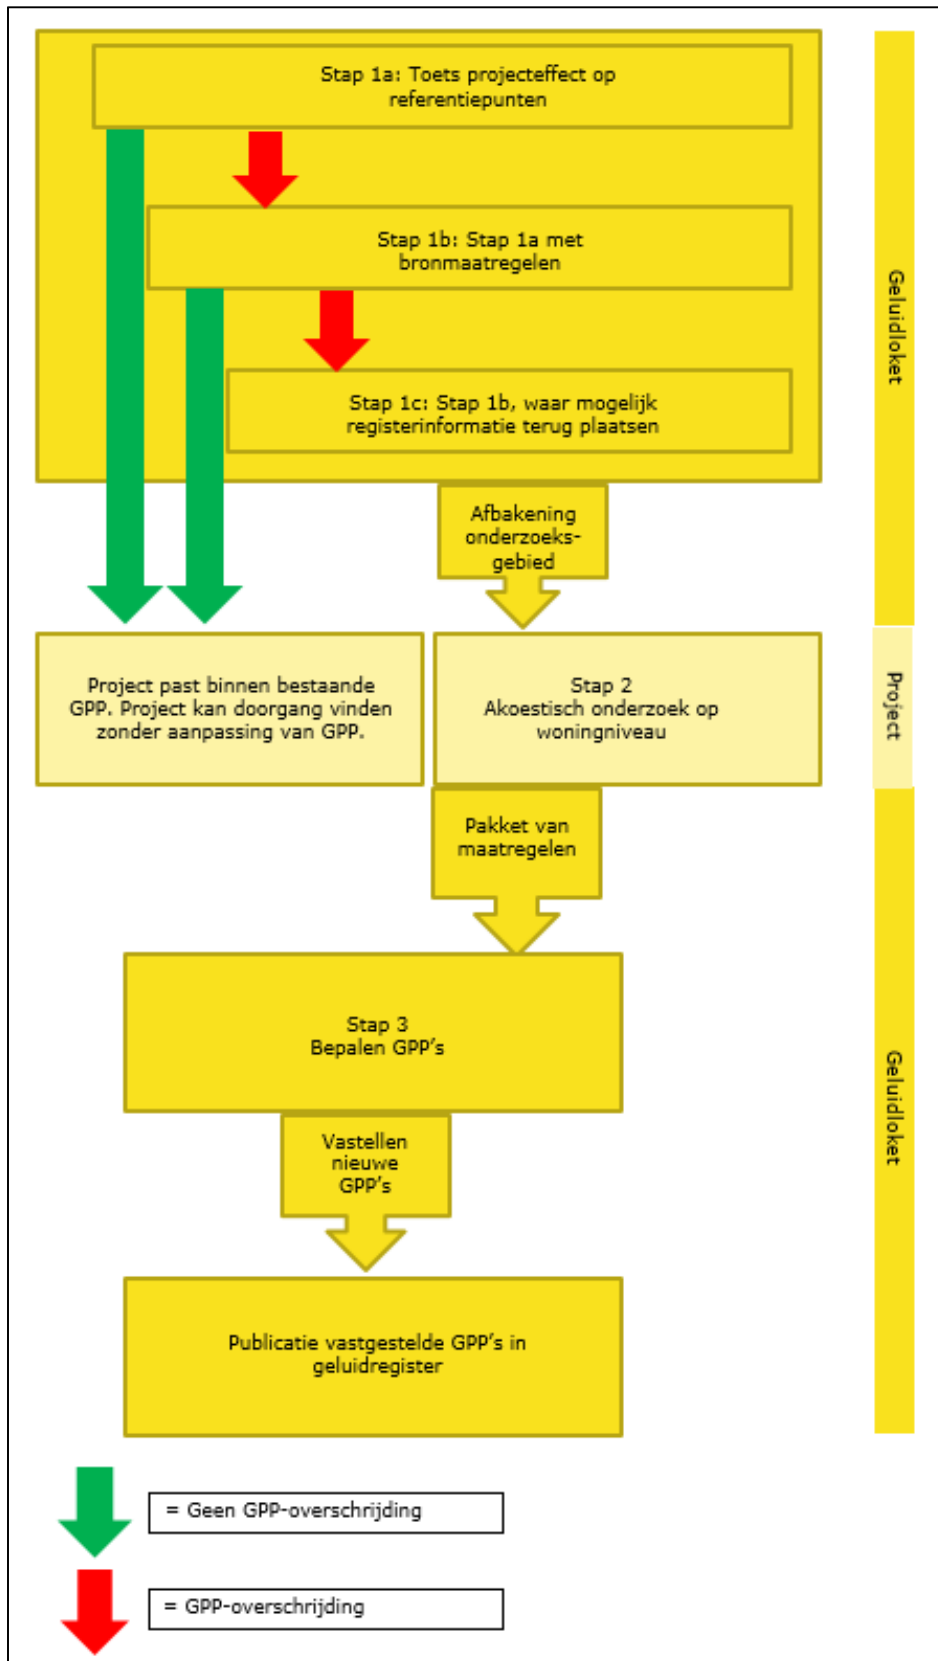 Stap 1a: Toets projecteffect op
referentiepunten
Stap 1b: Stap 1a met
bronmaatregelen
Stap 1c: Stap 1b, waar mogelijk
registerinformatie terug plaatsen
Geluidloket
Afbakening
onderzoeks-
gebied
Project past binnen bestaande
GPP. Project kan doorgang vinden
zonder aanpassing van GPP.
Stap 2
Akoestisch onderzoek op
woningniveau
Project
Pakket van
maatregelen
Stap 3
Bepalen GPP's
Geluidloket
Vastellen
nieuwe
GPP's
Publicatie vastgestelde GPP's in
geluidregister
= Geen GPP-overschrijding
= GPP-overschrijding